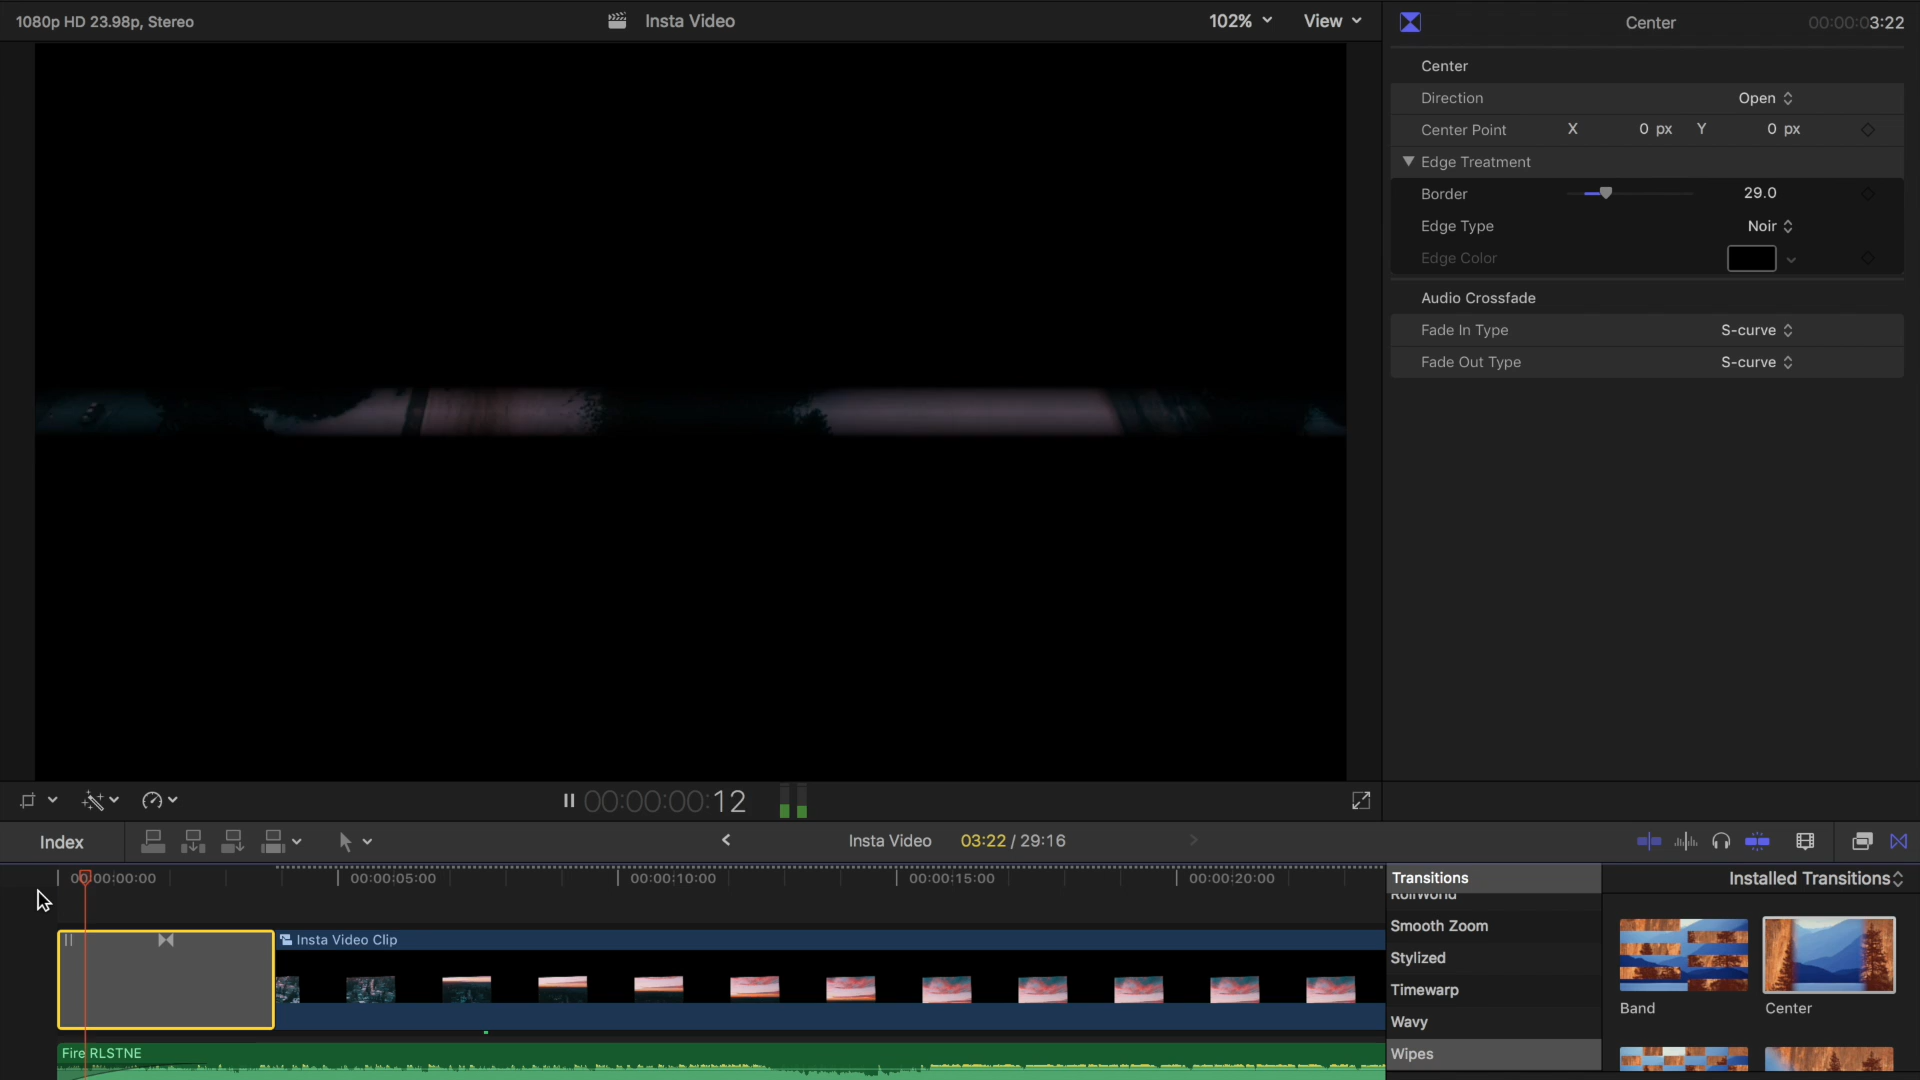 1080p HD 23.98p, Stereo
Insta Video
102%
View
Center
00:00:03:22
Center
Direction
Open
Center Point
X
0 px
Y
0 px
Edge Treatment
Border
29.0
Edge Type
Noir
Edge Color
Audio Crossfade
Fade In Type
S-curve
Fade Out Type
S-curve
00:00:00:12
Index
Insta Video
03:22 / 29:16
00:00:00:00
00:00:05:00
00:00:10:00
00:00:15:00
00:00:20:00
Transitions
Installed Transitions
RollWorld
Smooth Zoom
Stylized
Timewarp
Wavy
Wipes
Band
Center
Insta Video Clip
Fire RLSTNE